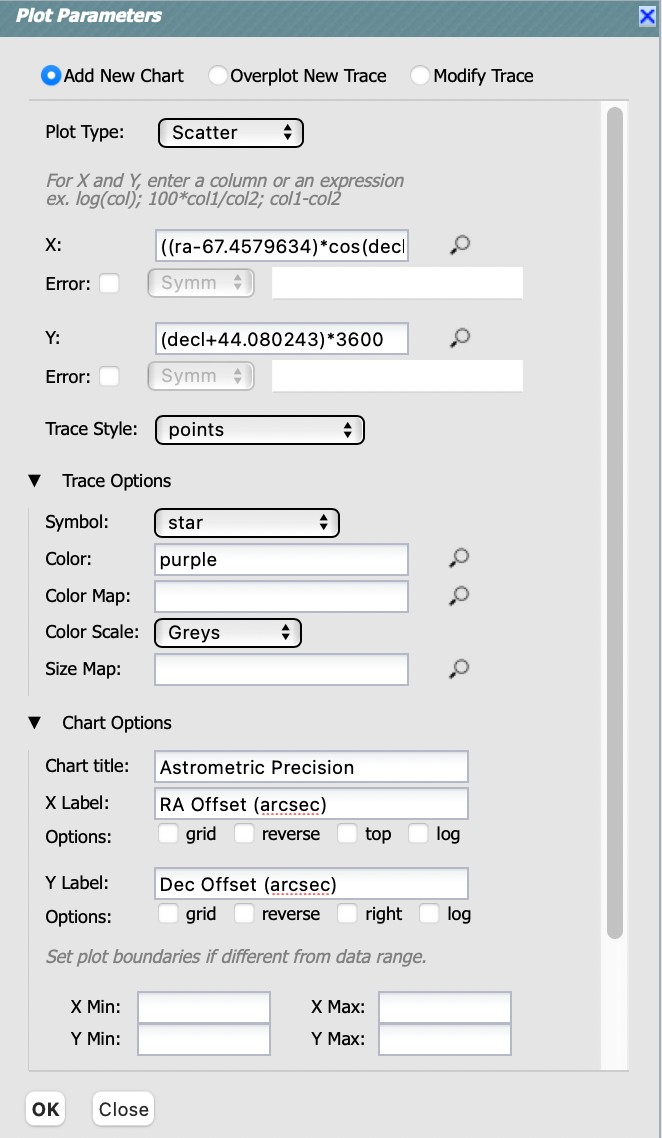 Plot Parameters
Add New Chart Overplot New Trace Modify Trace
Plot Type: Scatter
For X and Y, enter a column or an expression
ex. log(col); 100*col1/col2; col1-col2
X: ((ra-67.4579634)*cos(decl
Error: Symm
Y: (decl+44.080243)*3600
Error: Symm
Trace Style: points
Trace Options
Symbol: star
Color: purple
Color Map:
Color Scale: Greys
Size Map:
Chart Options
Chart title: Astrometric Precision
X Label: RA Offset (arcsec)
Options: grid reverse top log
Y Label: Dec Offset (arcsec)
Options: grid reverse right log
Set plot boundaries if different from data range.
X Min: X Max:
Y Min: Y Max:
OK Close